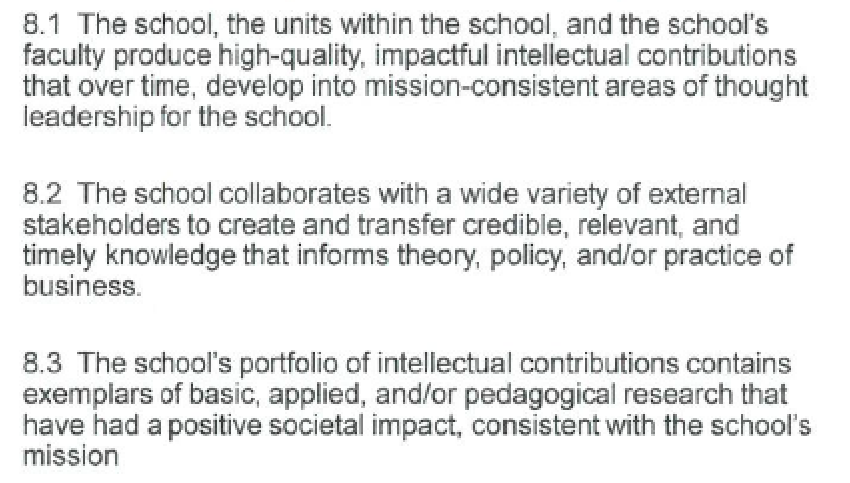 8.1 The school, the units within the school, and the school's
faculty produce high-quality, impactful intellectual contributions
that over time, develop into mission-consistent areas of thought
leadership for the school.
8.2 The school collaborates with a wide variety of external
stakeholders to create and transfer credible, relevant, and
timely knowledge that informs theory, policy, and/or practice of
business.
8.3 The school's portfolio of intellectual contributions contains
exemplars of basic, applied, and/or pedagogical research that
have had a positive societal impact, consistent with the school's
mission